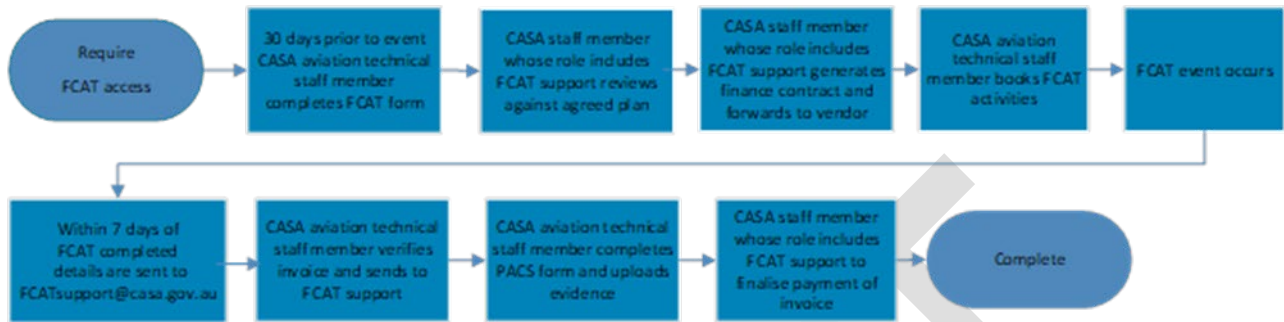 Require
FCAT access
30 days prior to event
CASA aviation technical
staff member
completes FCAT form
CASA staff member
whose role includes
FCAT support reviews
against agreed plan
CASA staff member
whose role includes
FCAT support generates
finance contract and
forwards to vendor
CASA aviation
technical staff
member books FCAT
activities
FCAT event occurs
Within 7 days of
FCAT completed
details are sent to
FCATsupport@casa.gov.au
CASA aviation technical
staff member verifies
invoice and sends to
FCAT support
CASA aviation technical
staff member completes
PACS form and uploads
evidence
CASA staff member
whose role includes
FCAT support to
finalise payment of
invoice
Complete